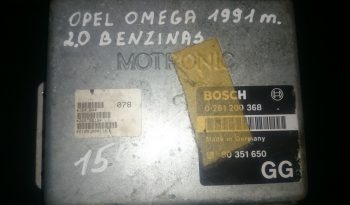 OPEL OMEGA 1991 m.
2,0 BENZINAS
MOTRONIC
078
BOSCH
0 261 200 368
Made in Germany
90 351 650
GG
15